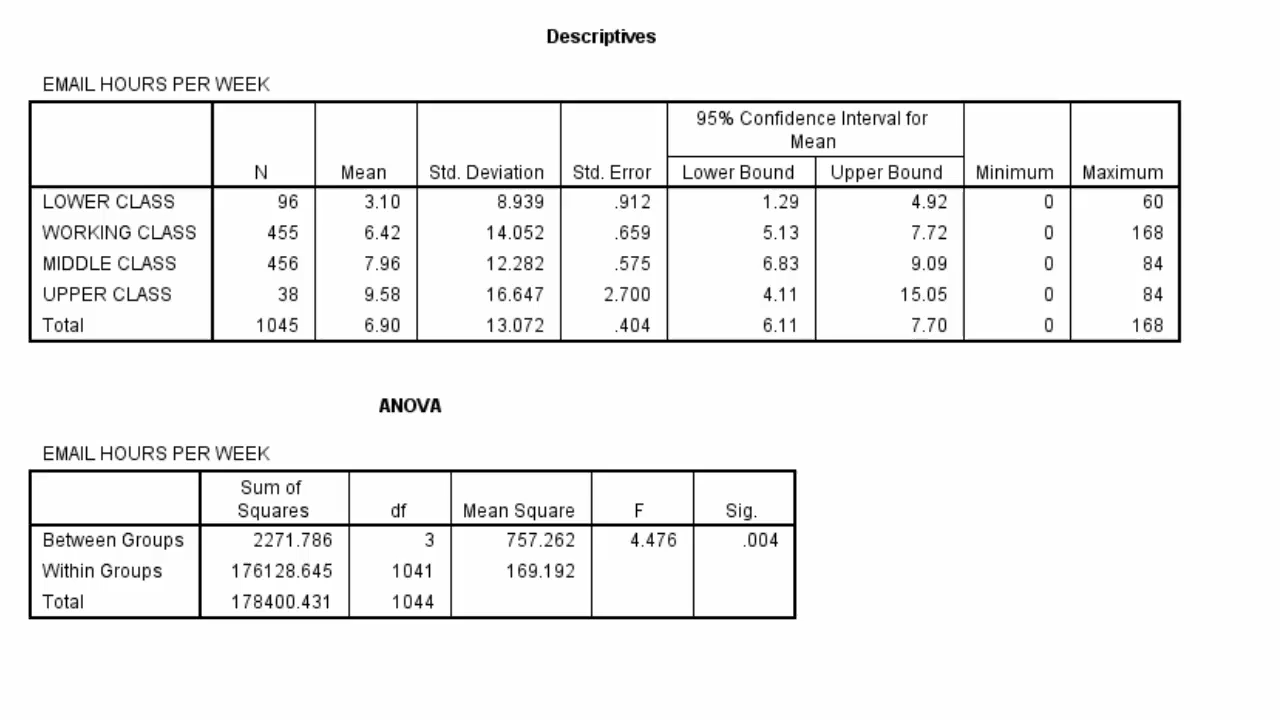 Descriptives
EMAIL HOURS PER WEEK
95% Confidence Interval for
Mean
N Mean Std. Deviation Std. Error Lower Bound Upper Bound Minimum Maximum
LOWER CLASS 96 3.10 8.939 .912 1.29 4.92 0 60
WORKING CLASS 455 6.42 14.052 .659 5.13 7.72 0 168
MIDDLE CLASS 456 7.96 12.282 .575 6.83 9.09 0 84
UPPER CLASS 38 9.58 16.647 2.700 4.11 15.05 0 84
Total 1045 6.90 13.072 .404 6.11 7.70 0 168
ANOVA
EMAIL HOURS PER WEEK
Sum of
Squares df Mean Square F Sig.
Between Groups 2271.786 3 757.262 4.476 .004
Within Groups 176128.645 1041 169.192
Total 178400.431 1044